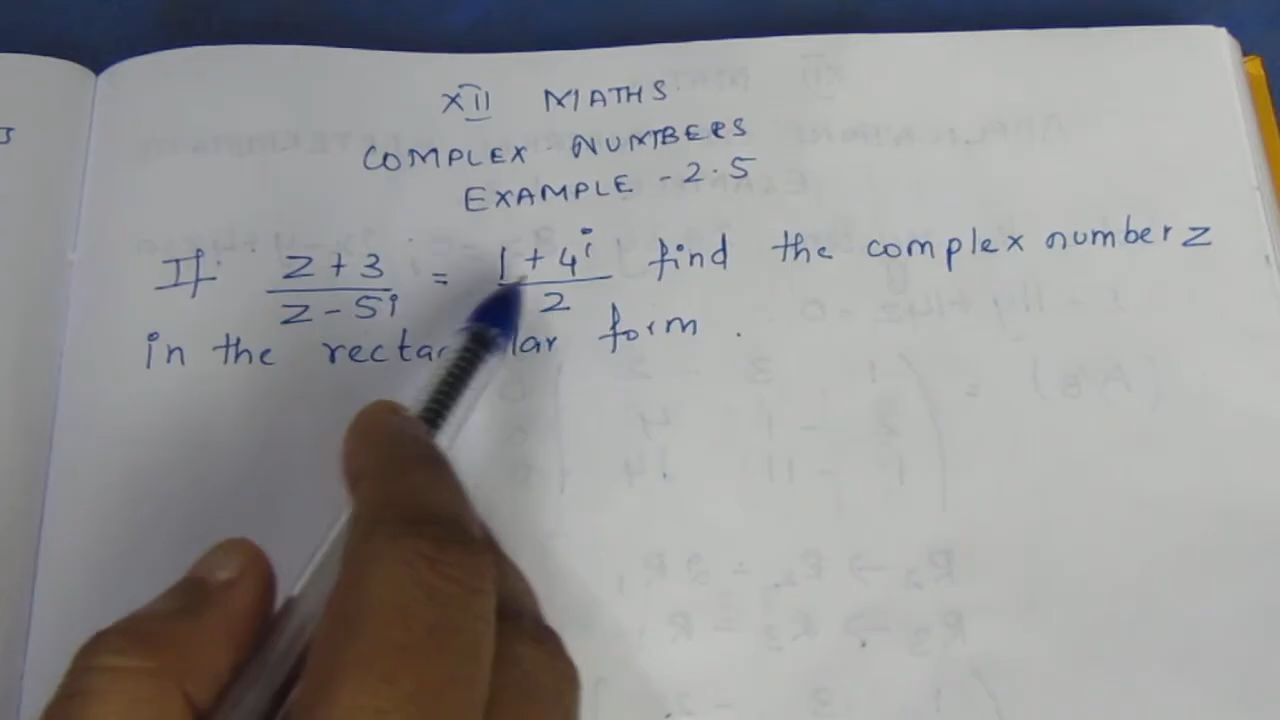 XII MATHS
COMPLEX NUMBERS
EXAMPLE - 2.5
If z + 3 / z - 5i = 1 + 4i / 2 find the complex number z
in the form .